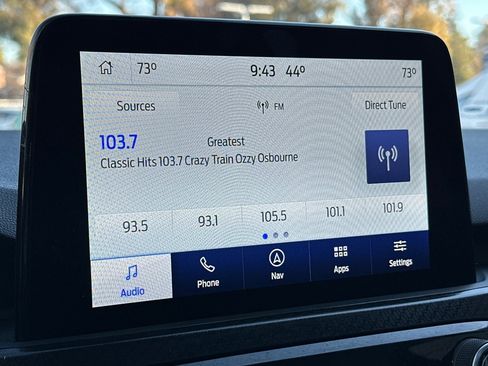 73° 9:43 44° 73°
Sources FM Direct Tune
103.7 Greatest
Classic Hits 103.7 Crazy Train Ozzy Osbourne
93.5 93.1 105.5 101.1 101.9
Audio Phone Nav Apps Settings